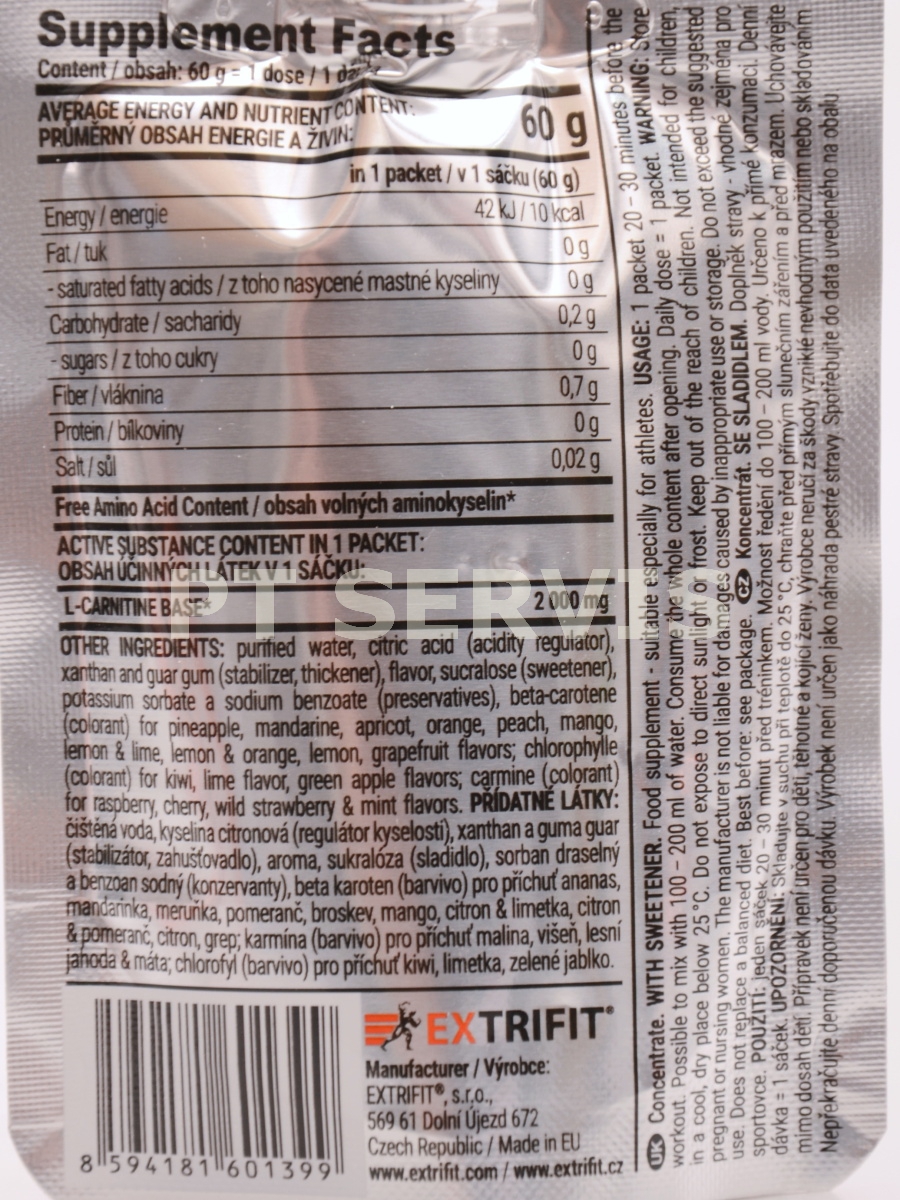 Supplement Facts
Content / obsah: 60 g = 1 dose / 1
AVERAGE ENERGY AND NUTRIENT CONTENT:
PRŮMĚRNÝ OBSAH ENERGIE A ŽIVIN:
60 g
in 1 packet / v 1 sáčku (60 g)
Energy / energie 42 kJ / 10 kcal
Fat / tuk 0 g
- saturated fatty acids / z toho nasycené mastné kyseliny 0 g
Carbohydrate / sacharidy 0,2 g
- sugars / z toho cukry 0 g
Fiber / vláknina 0,7 g
Protein / bílkoviny 0 g
Salt / sůl 0,02 g
Free Amino Acid Content / obsah volných aminokyselin*
ACTIVE SUBSTANCE CONTENT IN 1 PACKET:
OBSAH ÚČINNÝCH LÁTEK V 1 SÁČKU:
L-CARNITINE BASE* 2 000 mg
PT SERVIS
OTHER INGREDIENTS: purified water, citric acid (acidity regulator),
xanthan and guar gum (stabilizer, thickener), flavor, sucralose (sweetener),
potassium sorbate a sodium benzoate (preservatives), beta-carotene
(colorant) for pineapple, mandarine, apricot, orange, peach, mango,
lemon & lime, lemon & orange, lemon, grapefruit flavors; chlorophylle
(colorant) for kiwi, lime flavor, green apple flavors; carmine (colorant)
for raspberry, cherry, wild strawberry & mint flavors. PŘÍDATNÉ LÁTKY:
čištěna voda, kyselina citronová (regulátor kyselosti), xanthan a guma guar
(stabilizátor, zahušťovadlo), aroma, sukralóza (sladidlo), sorban draselný
a benzoan sodný (konzervanty), beta karoten (barvivo) pro příchuť ananas,
mandarinka, meruňka, pomeranč, broskev, mango, citron & limetka, citron
& pomeranč, citron, grep; karmína (barvivo) pro příchuť malina, višeň, lesní
jahoda & máta; chlorofyl (barvivo) pro příchuť kiwi, limetka, zelené jablko.
8 594181 601399
EXTRIFIT®
Manufacturer / Výrobce:
EXTRIFIT®, s.r.o.,
569 61 Dolní Újezd 672
Czech Republic / Made in EU
www.extrifit.com / www.extrifit.cz
UK Concentrate. WITH SWEETENER. Food supplement - suitable especially for athletes. USAGE: 1 packet 20 – 30 minutes before the
workout. Possible to mix with 100 – 200 ml of water. Consume the whole content after opening. Daily dose = 1 packet. WARNING: Store
in a cool, dry place below 25 °C. Do not expose to direct sunlight or frost. Keep out of the reach of children. Not intended for children,
pregnant or nursing women. The manufacturer is not liable for damages caused by inappropriate use or storage. Do not exceed the suggested
use. Does not replace a balanced diet. Best before: see package. CZ Koncentrát. SE SLADIDLEM. Doplněk stravy - vhodné zejména pro
sportovce. POUŽITÍ: Jeden sáček 20 – 30 minut před tréninkem. Možnost ředění do 100 – 200 ml vody. Určeno k přímé konzumaci. Denní
dávka = 1 sáček. UPOZORNĚNÍ: Skladujte v suchu při teplotě do 25 °C, chraňte před přímým slunečním zářením a před mrazem. Uchovávejte
mimo dosah dětí. Přípravek není určen pro děti, těhotné a kojící ženy. Výrobce neručí za škody vzniklé nevhodným použitím nebo skladováním
Nepřekračujte denní doporučenou dávku. Výrobek není určen jako náhrada pestré stravy. Spotřebujte do data uvedeného na obalu